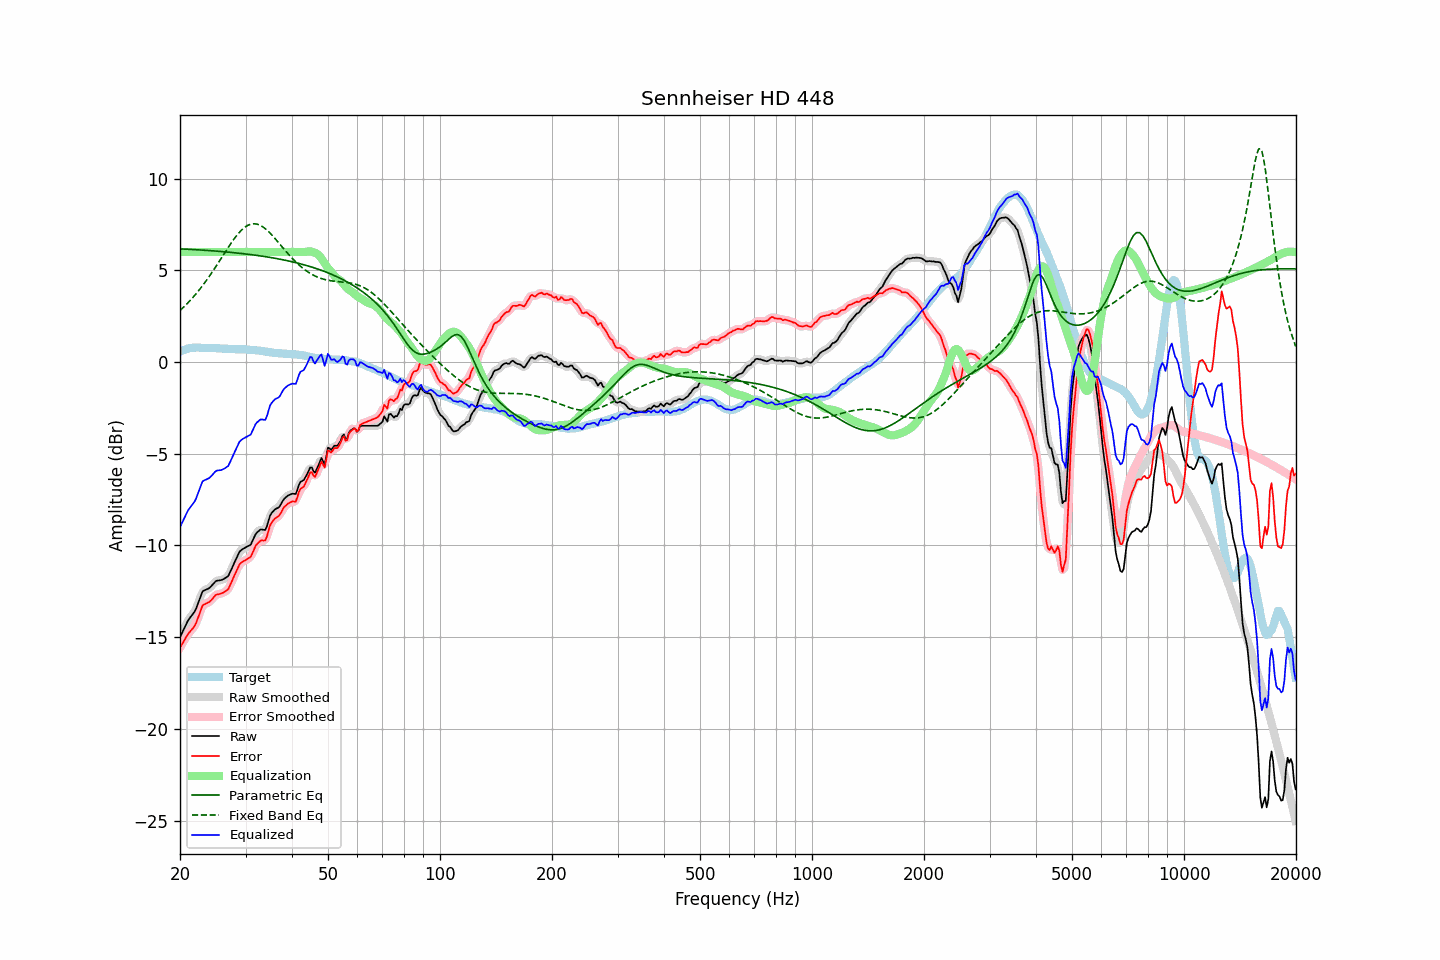 Sennheiser HD 448
Amplitude (dBr)
10
5
0
−5
−10
−15
−20
−25
Target
Raw Smoothed
Error Smoothed
Raw
Error
Equalization
Parametric Eq
Fixed Band Eq
Equalized
20 50 100 200 500 1000 2000 5000 10000 20000
Frequency (Hz)